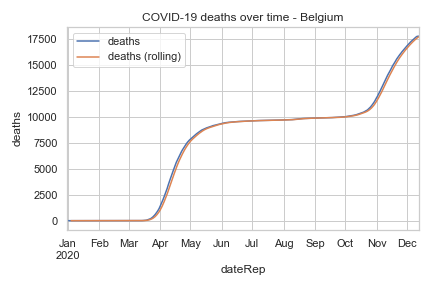 COVID-19 deaths over time - Belgium
deaths
deaths (rolling)
17500
15000
12500
10000
7500
5000
2500
0
deaths
Jan Feb Mar Apr May Jun Jul Aug Sep Oct Nov Dec
2020
dateRep